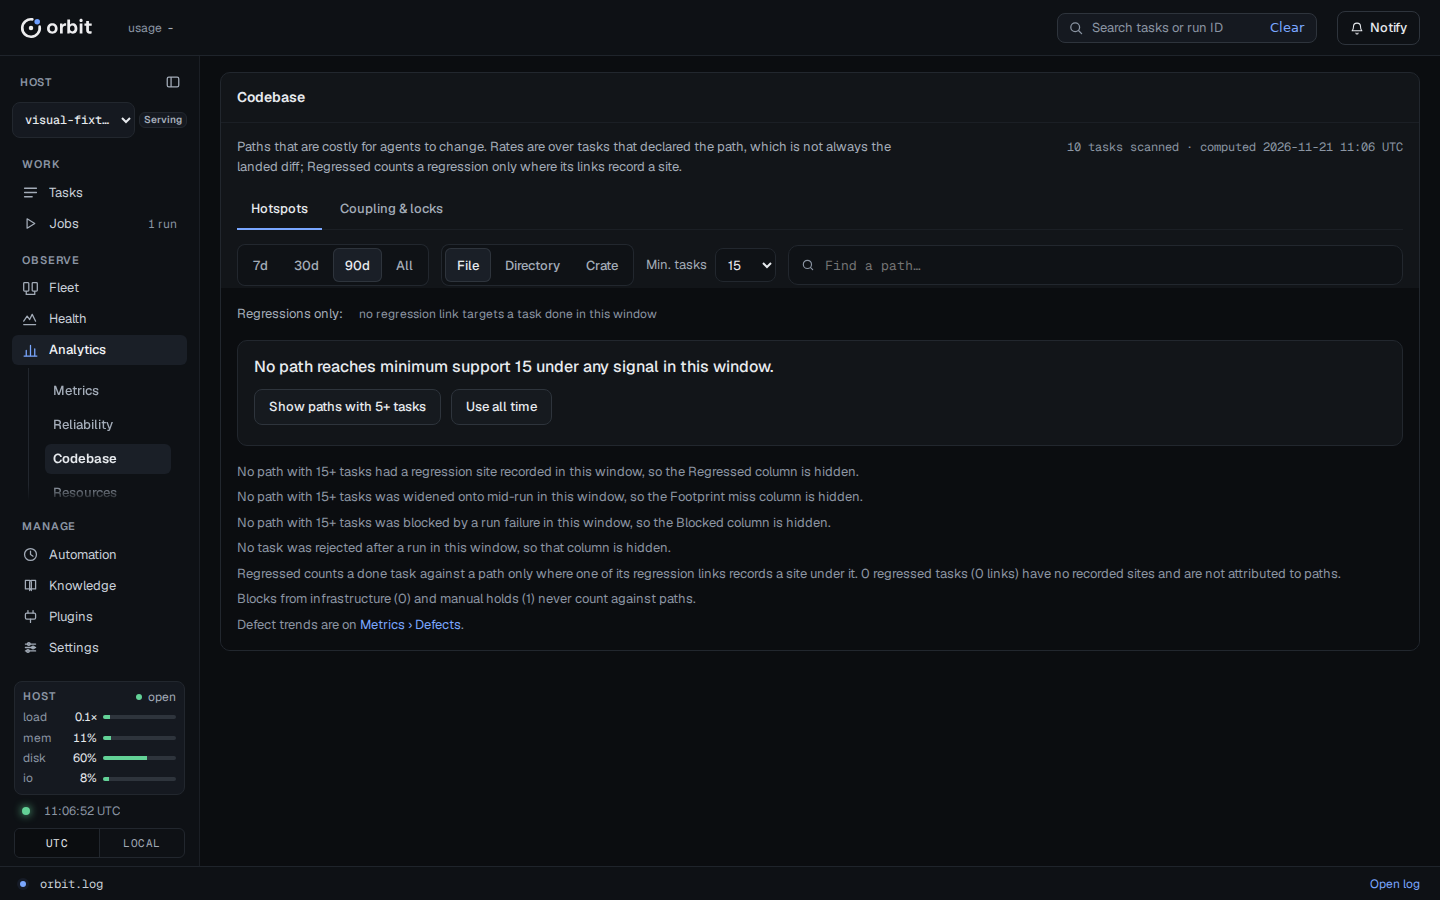 orbit
usage -
Search tasks or run ID
Clear
Notify
HOST
visual-fixt…
Serving
WORK
Tasks
Jobs
1 run
OBSERVE
Fleet
Health
Analytics
Metrics
Reliability
Codebase
Resources
MANAGE
Automation
Knowledge
Plugins
Settings
HOST
open
load 0.1×
mem 11%
disk 60%
io 8%
11:06:52 UTC
UTC
LOCAL
Codebase
Paths that are costly for agents to change. Rates are over tasks that declared the path, which is not always the
landed diff; Regressed counts a regression only where its links record a site.
10 tasks scanned · computed 2026-11-21 11:06 UTC
Hotspots
Coupling & locks
7d
30d
90d
All
File
Directory
Crate
Min. tasks
15
Find a path…
Regressions only:
no regression link targets a task done in this window
No path reaches minimum support 15 under any signal in this window.
Show paths with 5+ tasks
Use all time
No path with 15+ tasks had a regression site recorded in this window, so the Regressed column is hidden.
No path with 15+ tasks was widened onto mid-run in this window, so the Footprint miss column is hidden.
No path with 15+ tasks was blocked by a run failure in this window, so the Blocked column is hidden.
No task was rejected after a run in this window, so that column is hidden.
Regressed counts a done task against a path only where one of its regression links records a site under it. 0 regressed tasks (0 links) have no recorded sites and are not attributed to paths.
Blocks from infrastructure (0) and manual holds (1) never count against paths.
Defect trends are on Metrics › Defects.
orbit.log
Open log